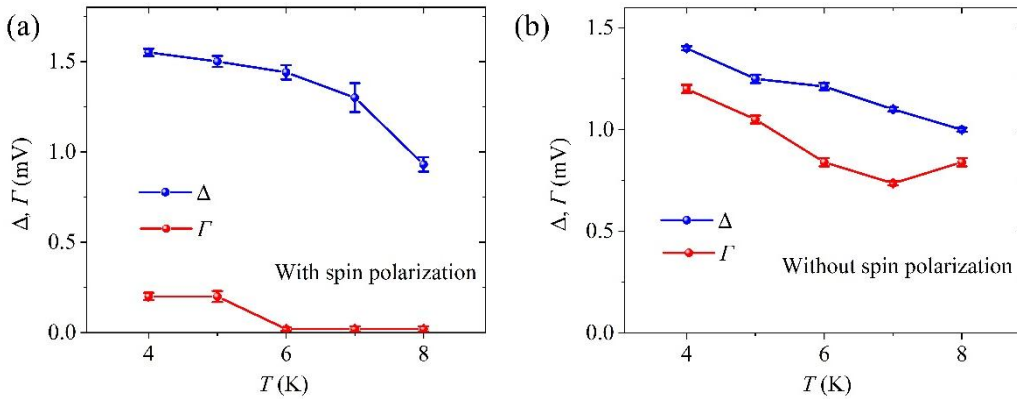 (a)
1.5
1.0
0.5
0.0
Δ, Γ (mV)
Δ
Γ
With spin polarization
4
6
8
T (K)
(b)
1.5
1.0
0.5
0.0
Δ, Γ (mV)
Δ
Γ
Without spin polarization
4
6
8
T (K)